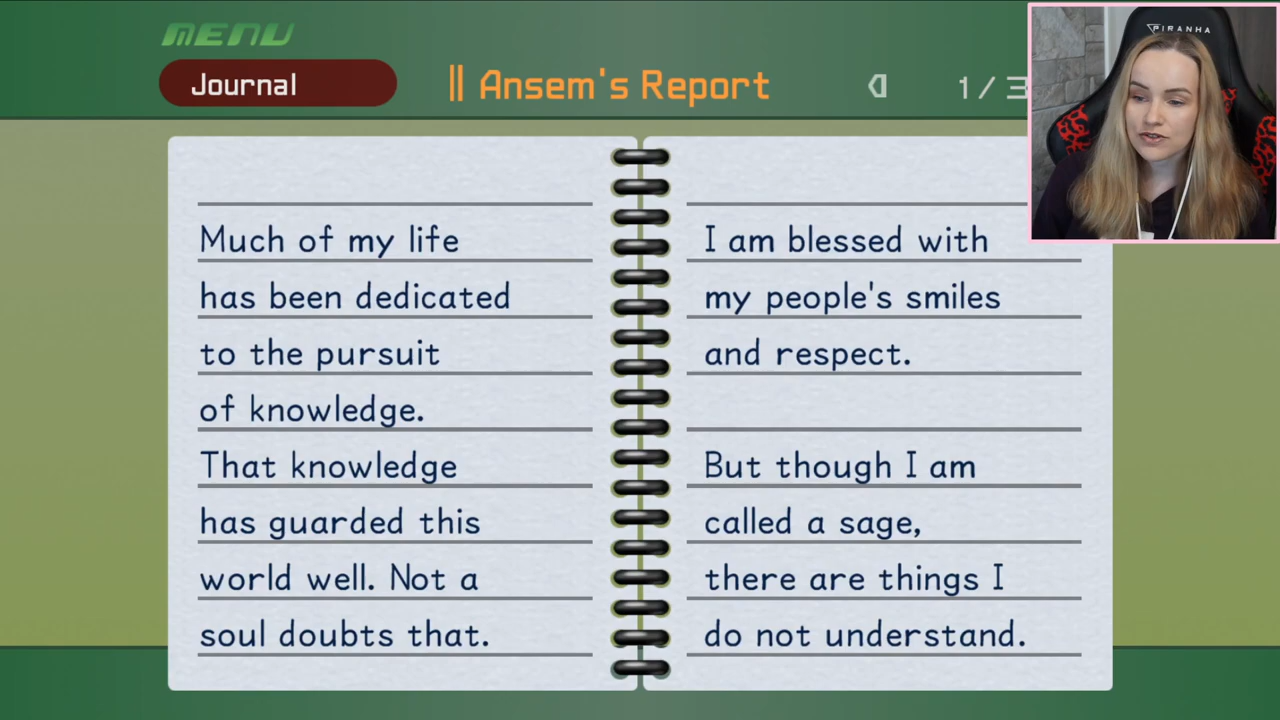 MENU
Journal
Ansem's Report
1/3
PIRANHA
Much of my life
has been dedicated
to the pursuit
of knowledge.
That knowledge
has guarded this
world well. Not a
soul doubts that.
I am blessed with
my people's smiles
and respect.
But though I am
called a sage,
there are things I
do not understand.